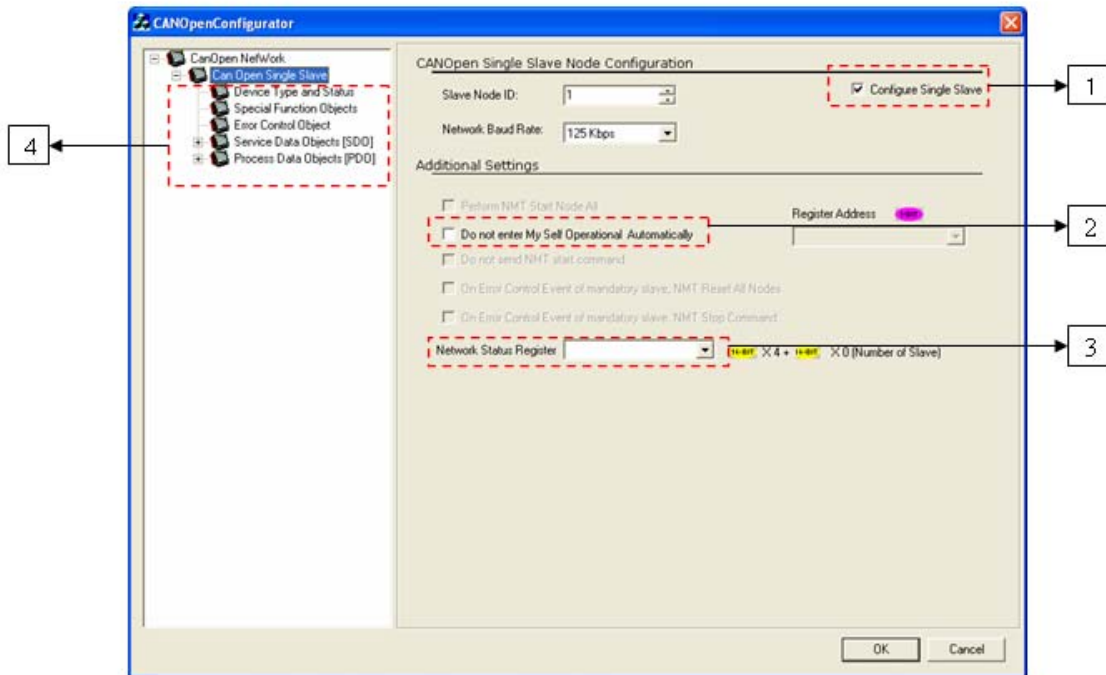 CANOpenConfigurator
CanOpen NetWork
Can Open Single Slave
Device Type and Status
Special Function Objects
Error Control Object
Service Data Objects [SDO]
Process Data Objects [PDO]
4
CANOpen Single Slave Node Configuration
Slave Node ID: 1
Configure Single Slave
1
Network Baud Rate: 125 Kbps
Additional Settings
Perform NMT Start Node All
Register Address
Do not enter My Self Operational Automatically
2
Do not send NMT start command
On Error Control Event of mandatory slave, NMT Reset All Nodes
On Error Control Event of mandatory slave, NMT Stop Command
Network Status Register
16-BIT X 4 + 16-BIT X 0 (Number of Slave)
3
OK
Cancel